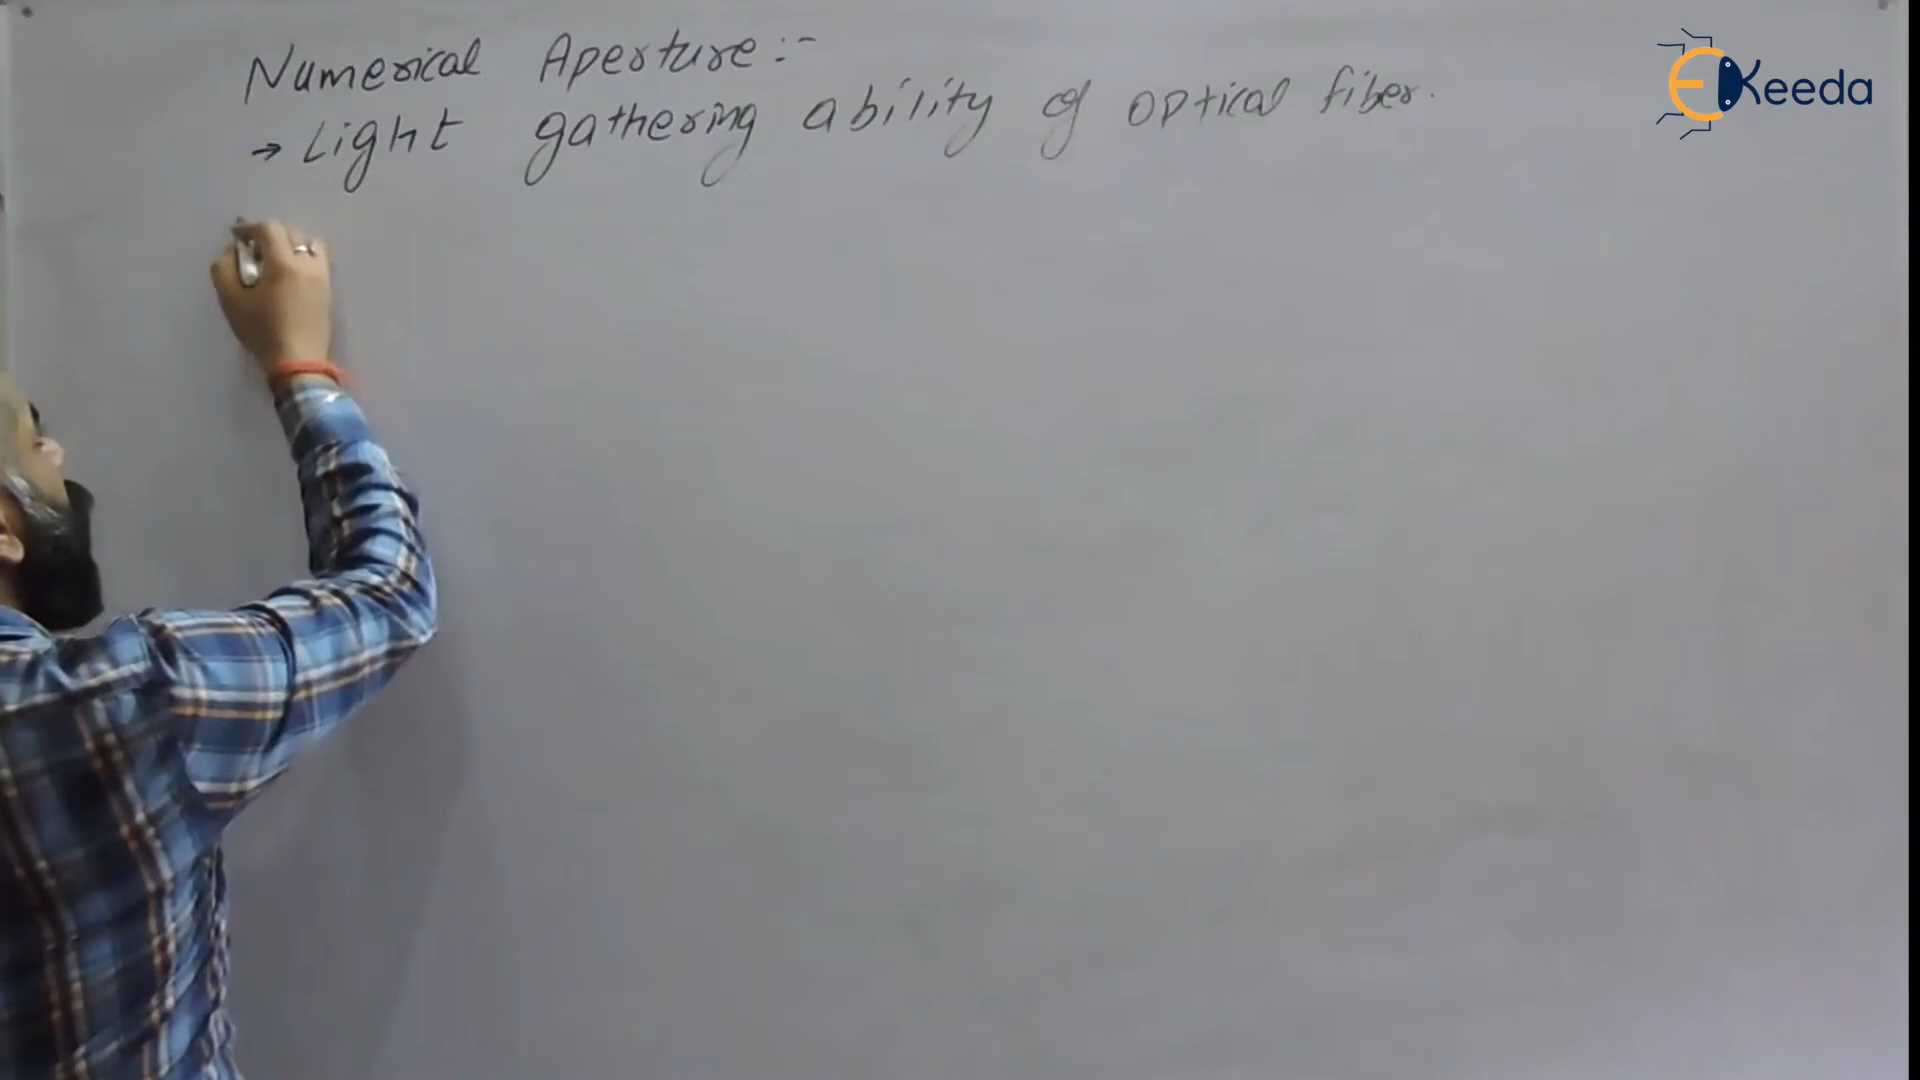 Numerical Aperture:-
→ Light gathering ability of optical fiber.
EKeeda